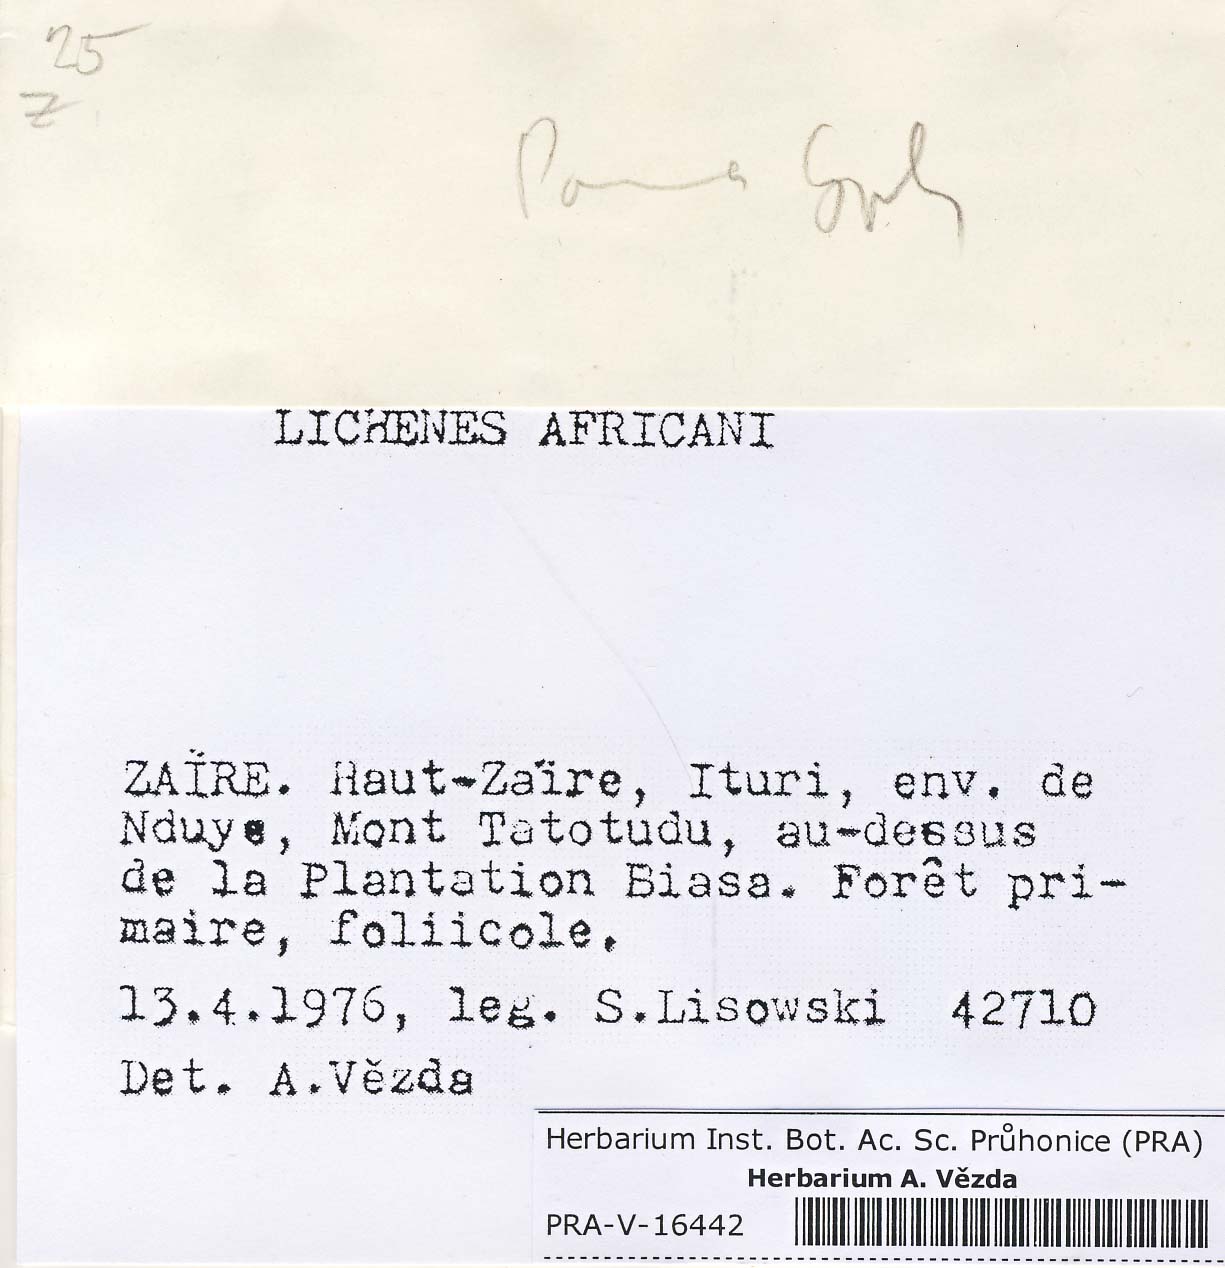 25
Z
LICHENES AFRICANI
ZAÏRE. Haut-Zaïre, Ituri, env. de
Nduye, Mont Tatotudu, au-dessus
de la Plantation Biasa. Forêt pri-
maire, foliicole.
13.4.1976, leg. S.Lisowski 42710
Det. A.Vězda
Herbarium Inst. Bot. Ac. Sc. Průhonice (PRA)
Herbarium A. Vězda
PRA-V-16442